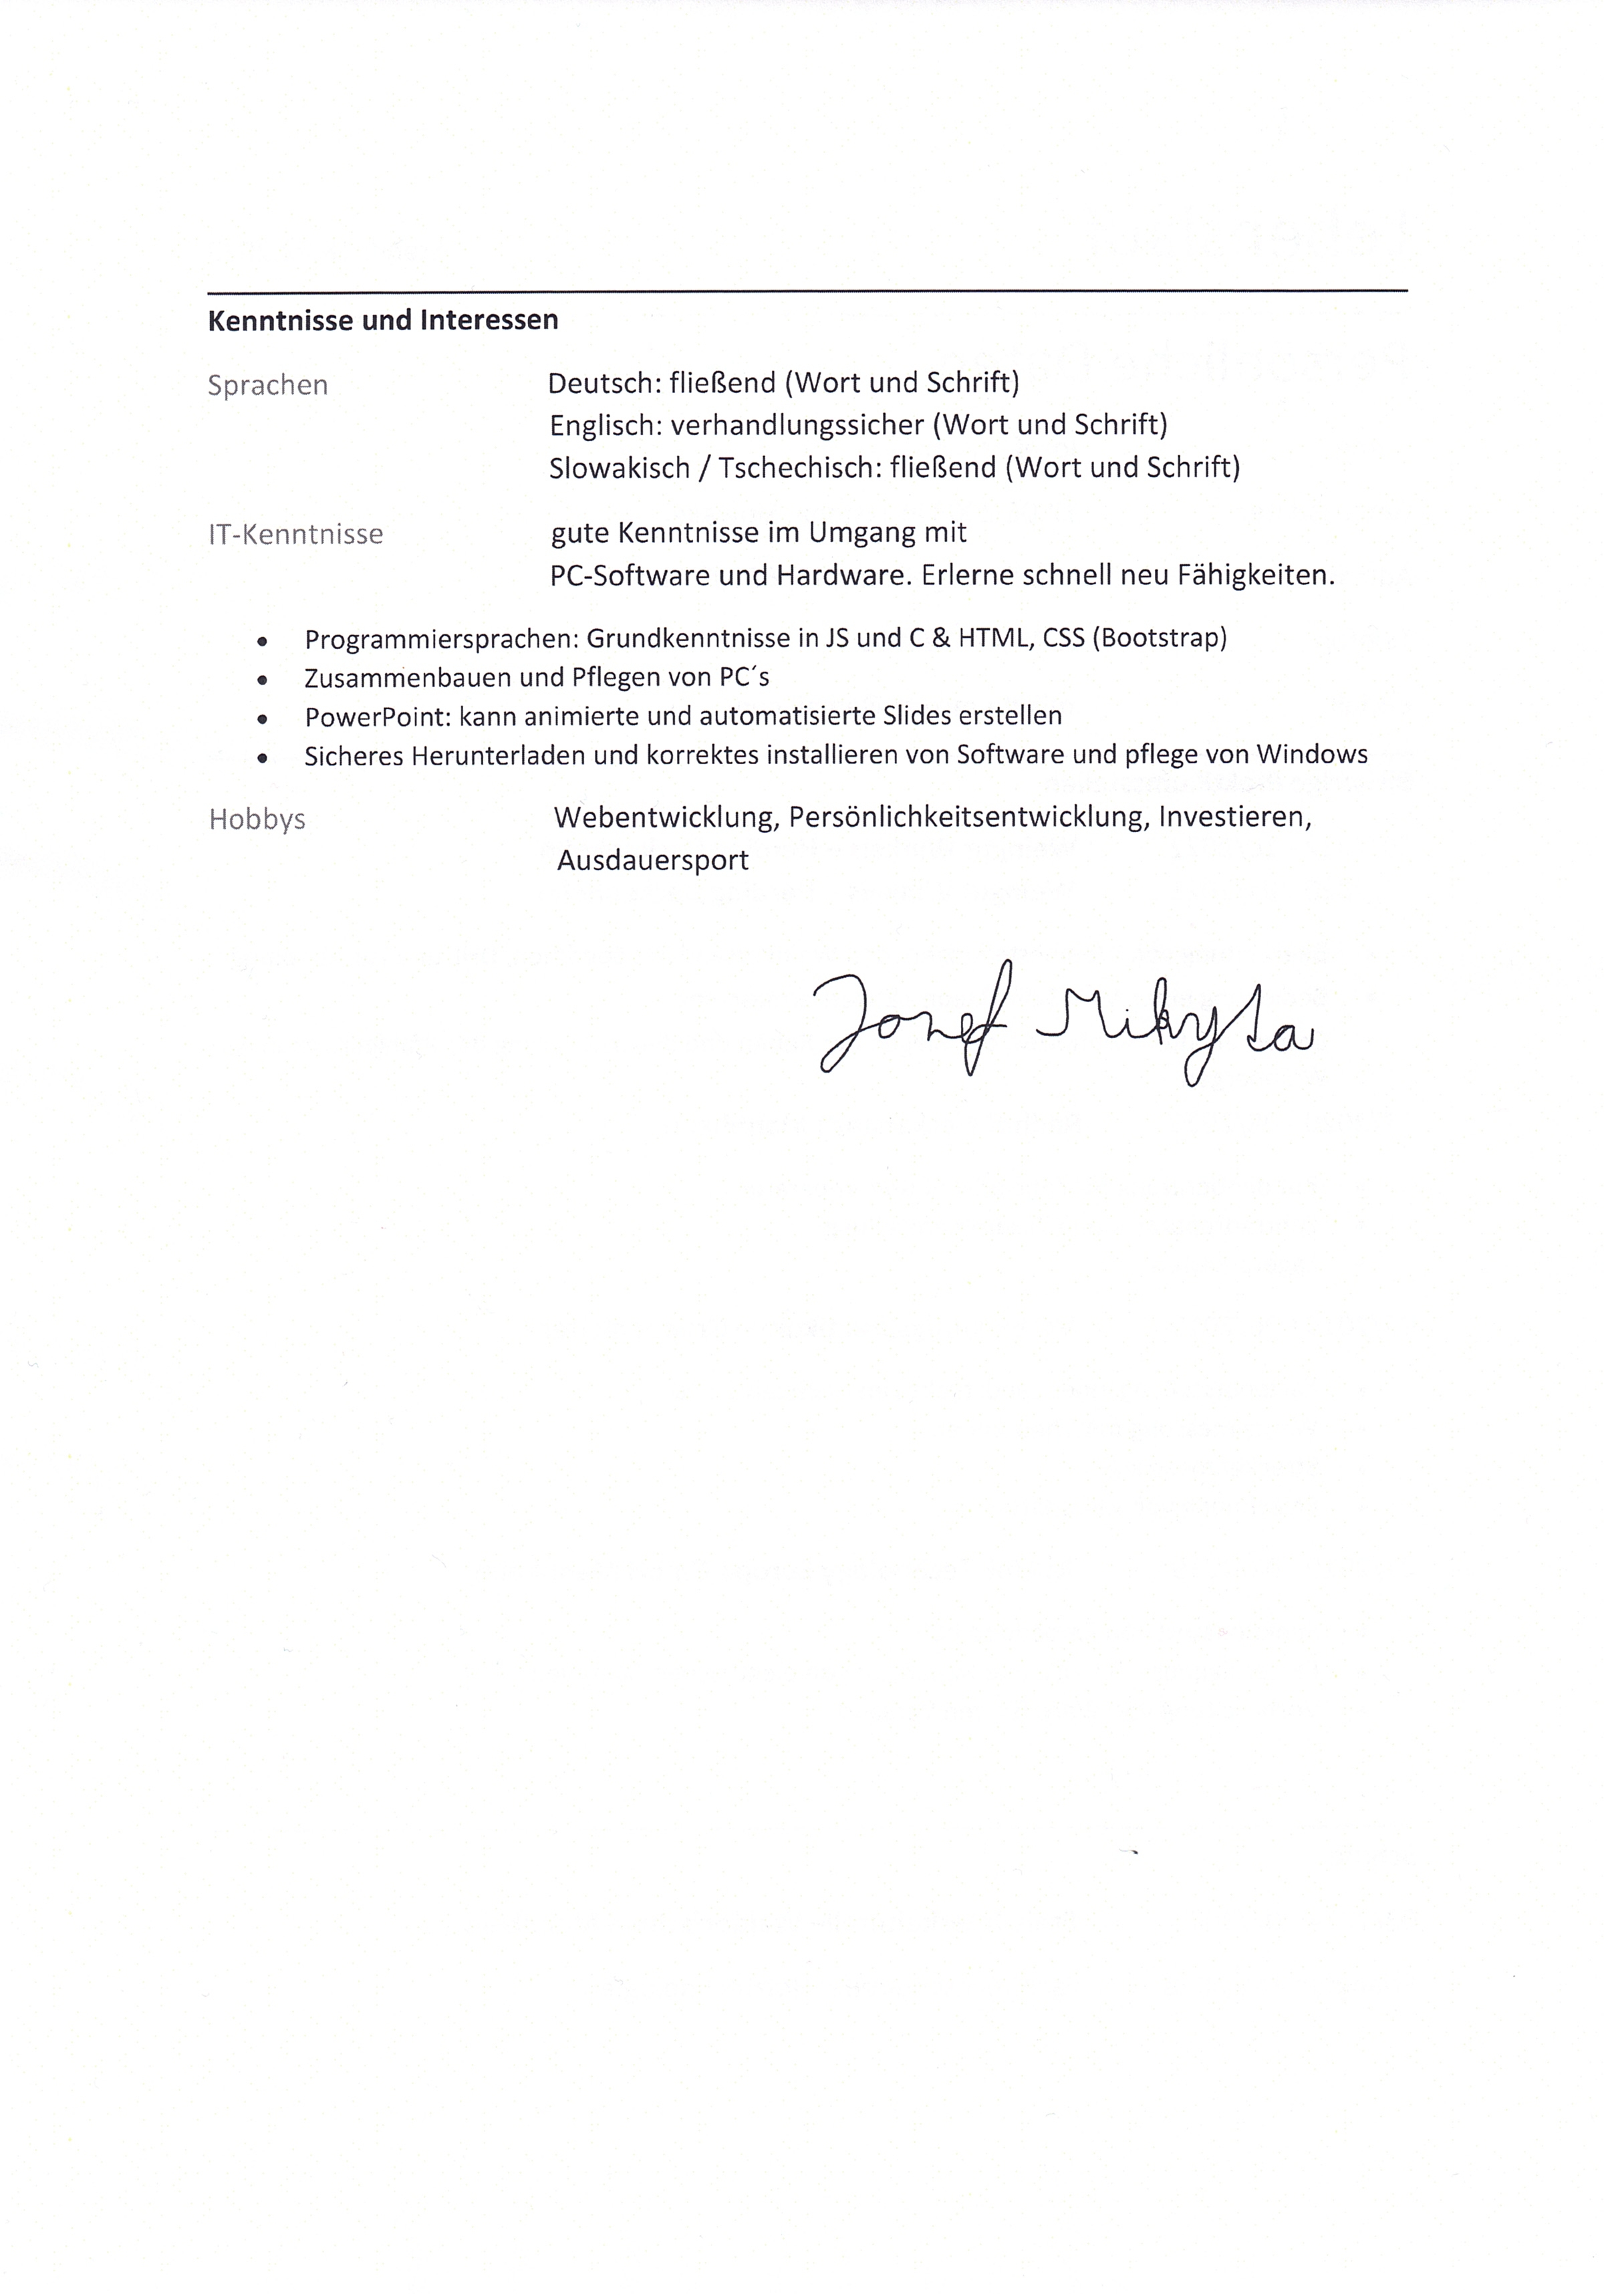 Kenntnisse und Interessen
Sprachen Deutsch: fließend (Wort und Schrift)
Englisch: verhandlungssicher (Wort und Schrift)
Slowakisch / Tschechisch: fließend (Wort und Schrift)
IT-Kenntnisse gute Kenntnisse im Umgang mit
PC-Software und Hardware. Erlerne schnell neu Fähigkeiten.
• Programmiersprachen: Grundkenntnisse in JS und C & HTML, CSS (Bootstrap)
• Zusammenbauen und Pflegen von PC´s
• PowerPoint: kann animierte und automatisierte Slides erstellen
• Sicheres Herunterladen und korrektes installieren von Software und pflege von Windows
Hobbys Webentwicklung, Persönlichkeitsentwicklung, Investieren,
Ausdauersport
Jozef Mikyta